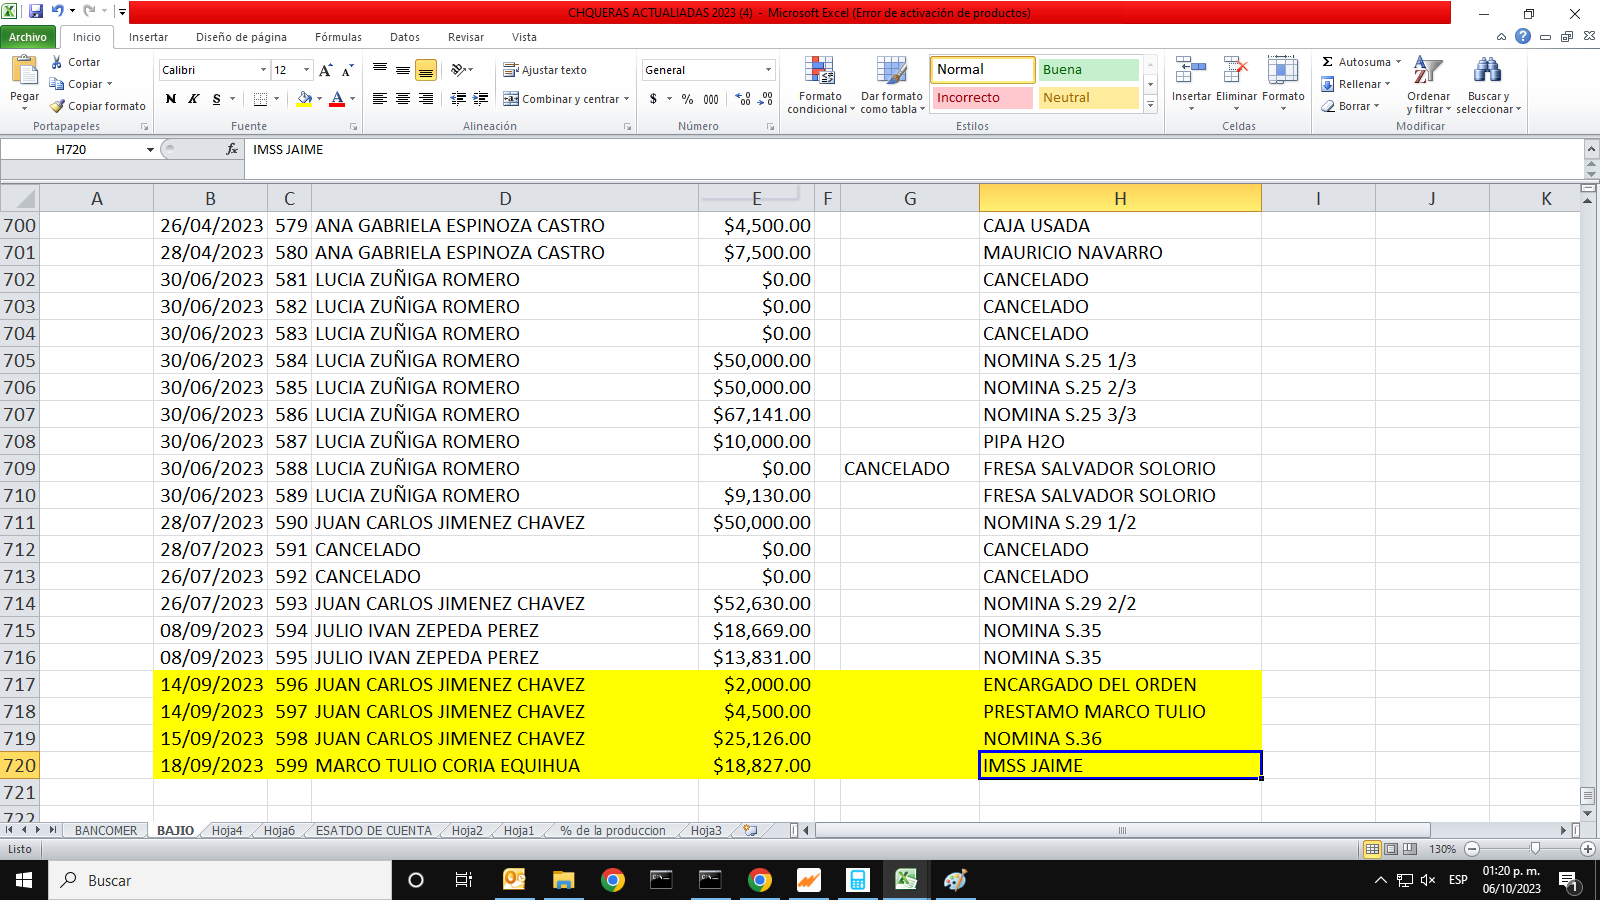 CHQUERAS ACTUALIADAS 2023 (4) - Microsoft Excel (Error de activación de productos)
Archivo Inicio Insertar Diseño de página Fórmulas Datos Revisar Vista
Pegar Cortar Copiar Copiar formato Portapapeles
Calibri 12 N K S Fuente
Ajustar texto Combinar y centrar Alineación
General $ % 000 Número
Formato condicional Dar formato como tabla Normal Buena Incorrecto Neutral Estilos
Insertar Eliminar Formato Celdas
Autosuma Rellenar Borrar Ordenar y filtrar Buscar y seleccionar Modificar
H720 fx IMSS JAIME
A B C D E F G H I J K
700 26/04/2023 579 ANA GABRIELA ESPINOZA CASTRO $4,500.00 CAJA USADA
701 28/04/2023 580 ANA GABRIELA ESPINOZA CASTRO $7,500.00 MAURICIO NAVARRO
702 30/06/2023 581 LUCIA ZUÑIGA ROMERO $0.00 CANCELADO
703 30/06/2023 582 LUCIA ZUÑIGA ROMERO $0.00 CANCELADO
704 30/06/2023 583 LUCIA ZUÑIGA ROMERO $0.00 CANCELADO
705 30/06/2023 584 LUCIA ZUÑIGA ROMERO $50,000.00 NOMINA S.25 1/3
706 30/06/2023 585 LUCIA ZUÑIGA ROMERO $50,000.00 NOMINA S.25 2/3
707 30/06/2023 586 LUCIA ZUÑIGA ROMERO $67,141.00 NOMINA S.25 3/3
708 30/06/2023 587 LUCIA ZUÑIGA ROMERO $10,000.00 PIPA H2O
709 30/06/2023 588 LUCIA ZUÑIGA ROMERO $0.00 CANCELADO FRESA SALVADOR SOLORIO
710 30/06/2023 589 LUCIA ZUÑIGA ROMERO $9,130.00 FRESA SALVADOR SOLORIO
711 28/07/2023 590 JUAN CARLOS JIMENEZ CHAVEZ $50,000.00 NOMINA S.29 1/2
712 28/07/2023 591 CANCELADO $0.00 CANCELADO
713 26/07/2023 592 CANCELADO $0.00 CANCELADO
714 26/07/2023 593 JUAN CARLOS JIMENEZ CHAVEZ $52,630.00 NOMINA S.29 2/2
715 08/09/2023 594 JULIO IVAN ZEPEDA PEREZ $18,669.00 NOMINA S.35
716 08/09/2023 595 JULIO IVAN ZEPEDA PEREZ $13,831.00 NOMINA S.35
717 14/09/2023 596 JUAN CARLOS JIMENEZ CHAVEZ $2,000.00 ENCARGADO DEL ORDEN
718 14/09/2023 597 JUAN CARLOS JIMENEZ CHAVEZ $4,500.00 PRESTAMO MARCO TULIO
719 15/09/2023 598 JUAN CARLOS JIMENEZ CHAVEZ $25,126.00 NOMINA S.36
720 18/09/2023 599 MARCO TULIO CORIA EQUIHUA $18,827.00 IMSS JAIME
721
722
BANCOMER BAJIO Hoja4 Hoja6 ESATDO DE CUENTA Hoja2 Hoja1 % de la produccion Hoja3
Listo 130%
Buscar ESP 01:20 p. m.
06/10/2023 1